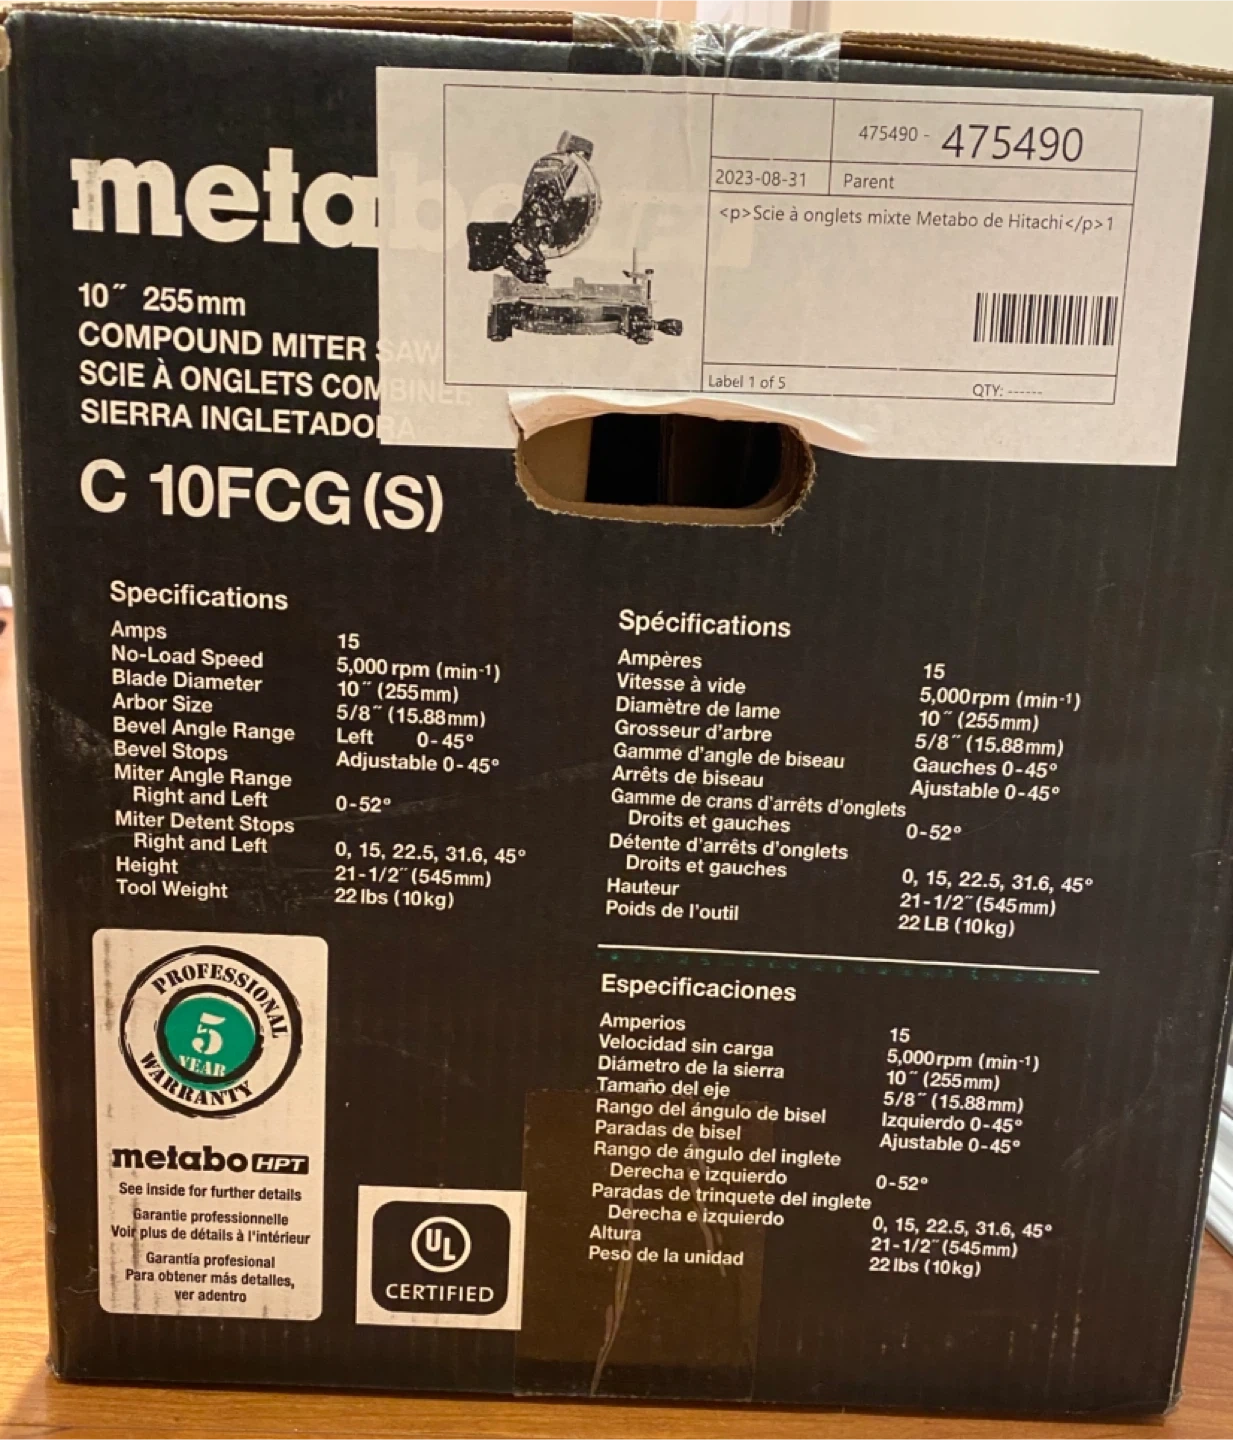 metabo
10˝ 255mm
COMPOUND MITER SAW
SCIE À ONGLETS COMBINÉE
SIERRA INGLETADORA
C 10FCG (S)
475490 - 475490
2023-08-31 Parent
<p>Scie à onglets mixte Metabo de Hitachi</p>1
Label 1 of 5 QTY: ------
Specifications
Amps 15
No-Load Speed 5,000 rpm (min-1)
Blade Diameter 10˝ (255mm)
Arbor Size 5/8˝ (15.88mm)
Bevel Angle Range Left 0-45°
Bevel Stops Adjustable 0-45°
Miter Angle Range
Right and Left 0-52°
Miter Detent Stops
Right and Left 0, 15, 22.5, 31.6, 45°
Height 21-1/2˝ (545mm)
Tool Weight 22 lbs (10kg)
Spécifications
Ampères 15
Vitesse à vide 5,000rpm (min-1)
Diamètre de lame 10˝ (255mm)
Grosseur d'arbre 5/8˝ (15.88mm)
Gamme d'angle de biseau Gauches 0-45°
Arrêts de biseau Ajustable 0-45°
Gamme de crans d'arrêts d'onglets
Droits et gauches 0-52°
Détente d'arrêts d'onglets
Droits et gauches 0, 15, 22.5, 31.6, 45°
Hauteur 21-1/2˝ (545mm)
Poids de l'outil 22 LB (10kg)
Especificaciones
Amperios 15
Velocidad sin carga 5,000rpm (min-1)
Diámetro de la sierra 10˝ (255mm)
Tamaño del eje 5/8˝ (15.88mm)
Rango del ángulo de bisel Izquierdo 0-45°
Paradas de bisel Ajustable 0-45°
Rango de ángulo del inglete
Derecha e izquierdo 0-52°
Paradas de trinquete del inglete
Derecha e izquierdo 0, 15, 22.5, 31.6, 45°
Altura 21-1/2˝ (545mm)
Peso de la unidad 22 lbs (10kg)
PROFESSIONAL
5
YEAR
WARRANTY
metabo HPT
See inside for further details
Garantie professionnelle
Voir plus de détails à l'intérieur
Garantía profesional
Para obtener más detalles,
ver adentro
UL
CERTIFIED